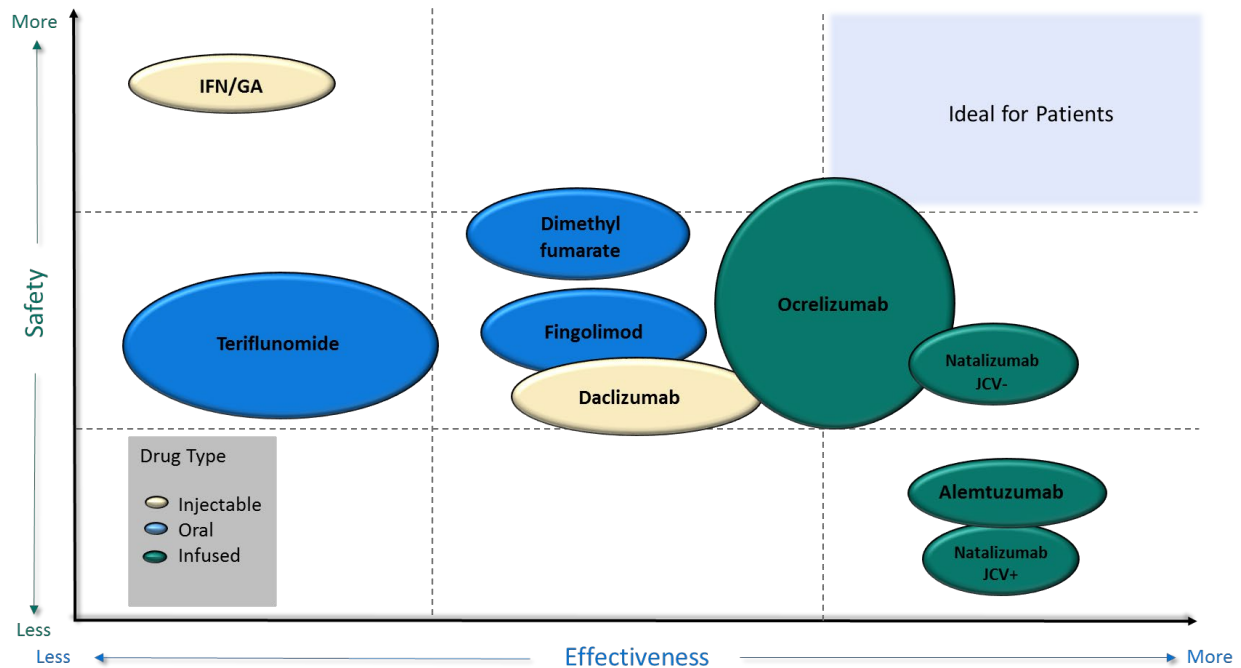 More
IFN/GA
Ideal for Patients
Dimethyl
fumarate
Ocrelizumab
Safety
Fingolimod
Teriflunomide
Natalizumab
JCV-
Daclizumab
Drug Type
Injectable
Oral
Infused
Alemtuzumab
Natalizumab
JCV+
Less
Less
Effectiveness
More